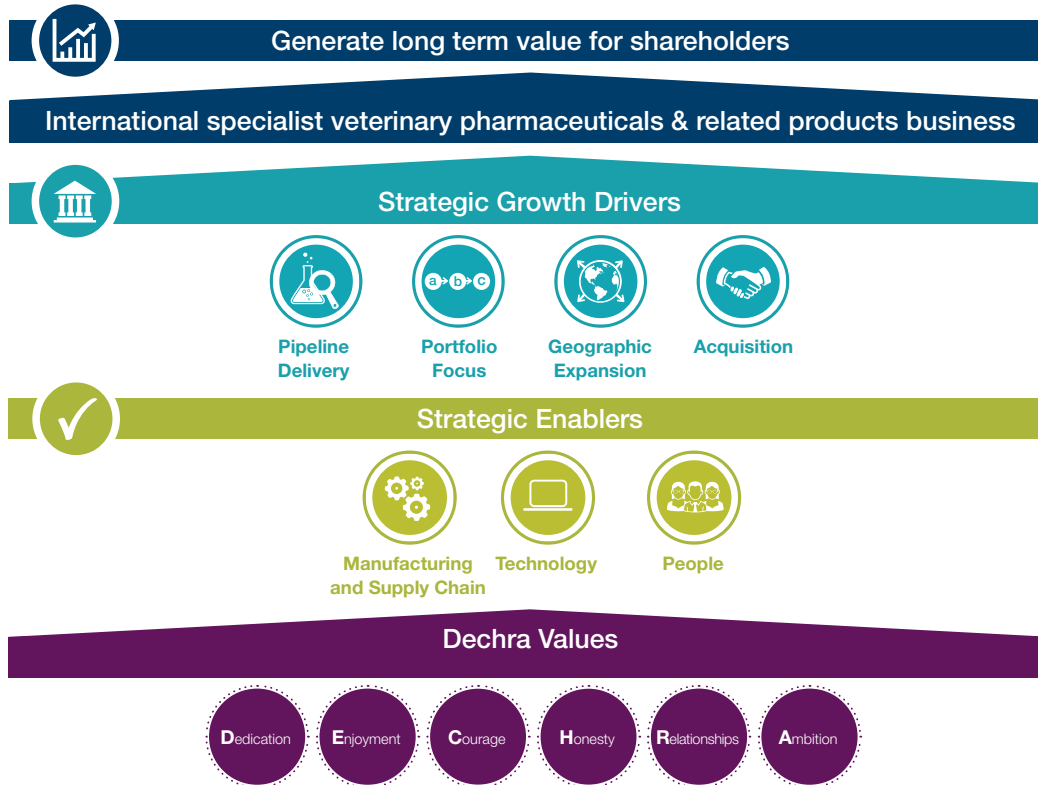 Generate long term value for shareholders
International specialist veterinary pharmaceuticals & related products business
Strategic Growth Drivers
a b c
Pipeline
Delivery
Portfolio
Focus
Geographic
Expansion
Acquisition
Strategic Enablers
Manufacturing
and Supply Chain
Technology
People
Dechra Values
Dedication
Enjoyment
Courage
Honesty
Relationships
Ambition